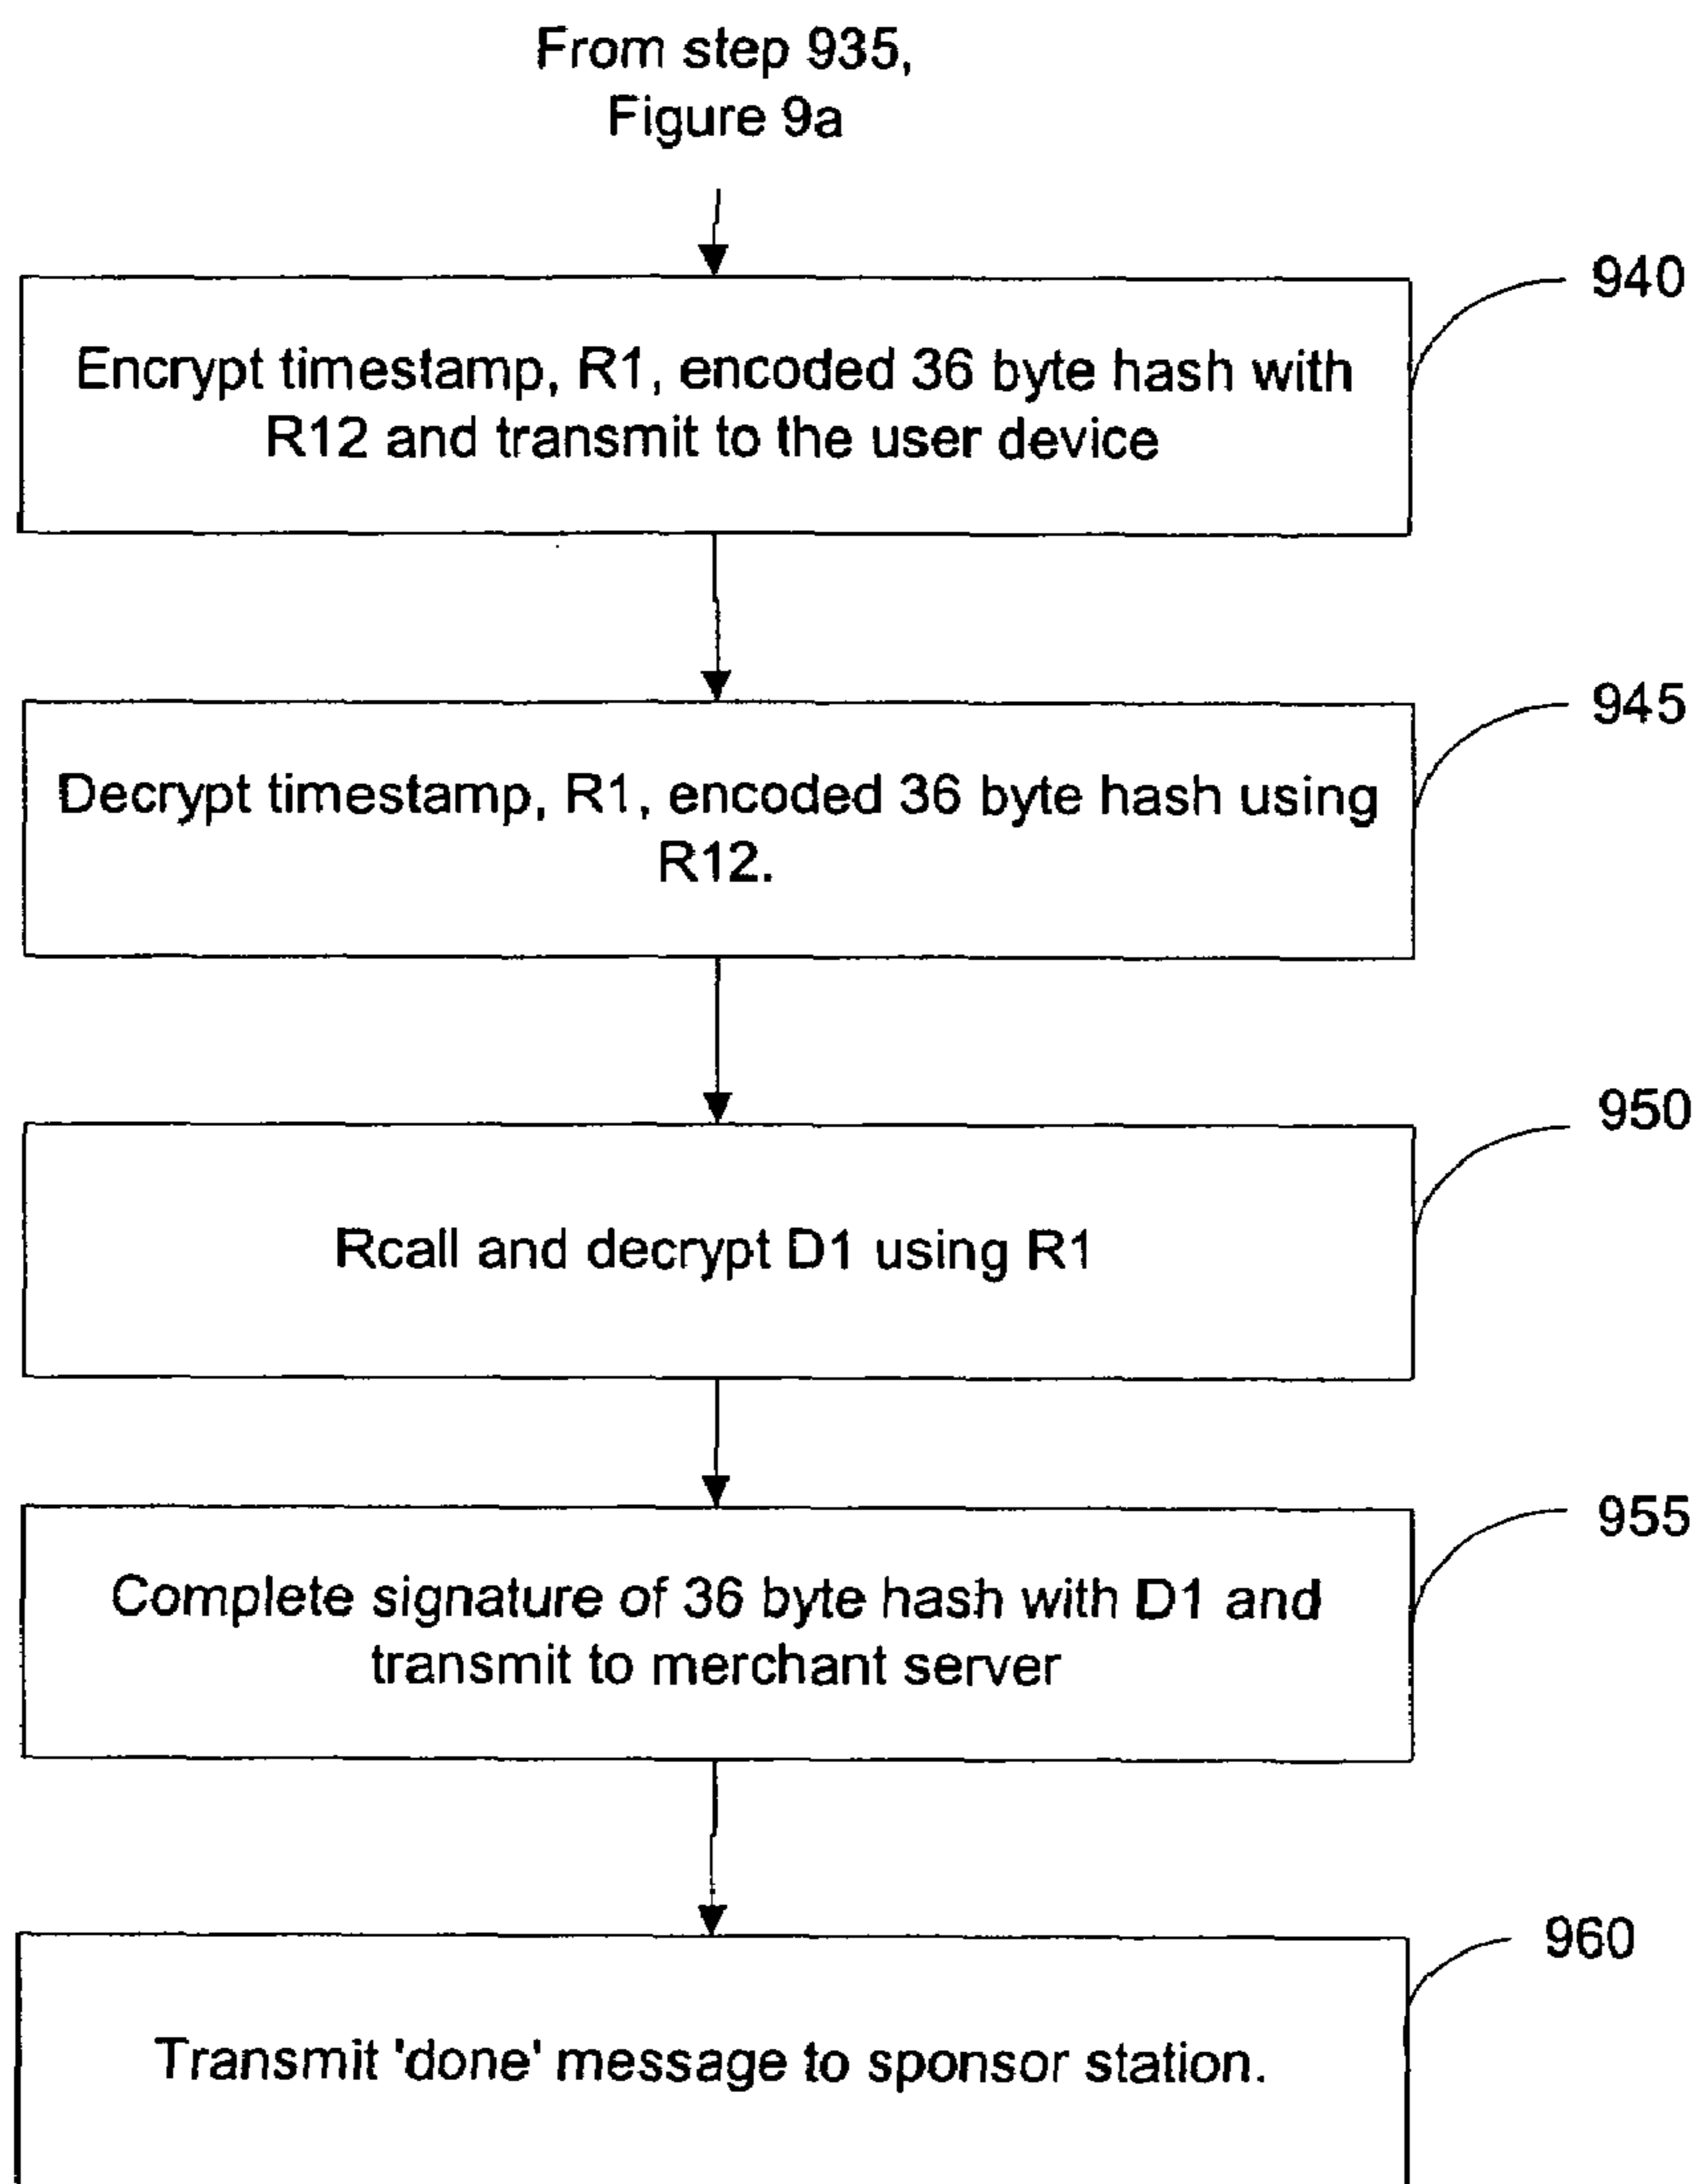 From step 935,
Figure 9a
940
Encrypt timestamp, R1, encoded 36 byte hash with
R12 and transmit to the user device
945
Decrypt timestamp, R1, encoded 36 byte hash using
R12.
950
Rcall and decrypt D1 using R1
955
Complete signature of 36 byte hash with D1 and
transmit to merchant server
960
Transmit 'done' message to sponsor station.